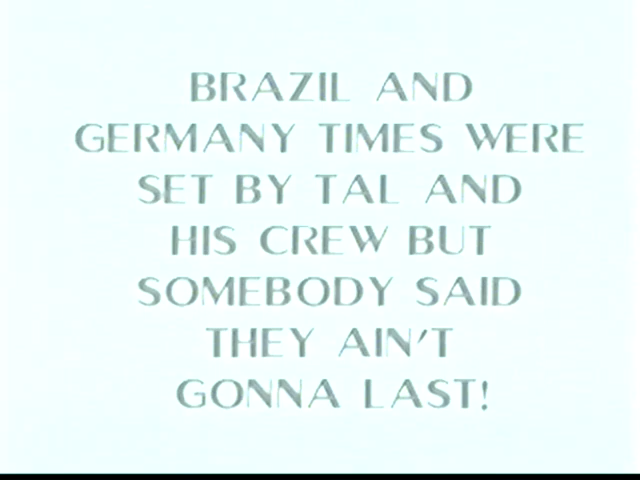 BRAZIL AND
GERMANY TIMES WERE
SET BY TAL AND
HIS CREW BUT
SOMEBODY SAID
THEY AIN'T
GONNA LAST!